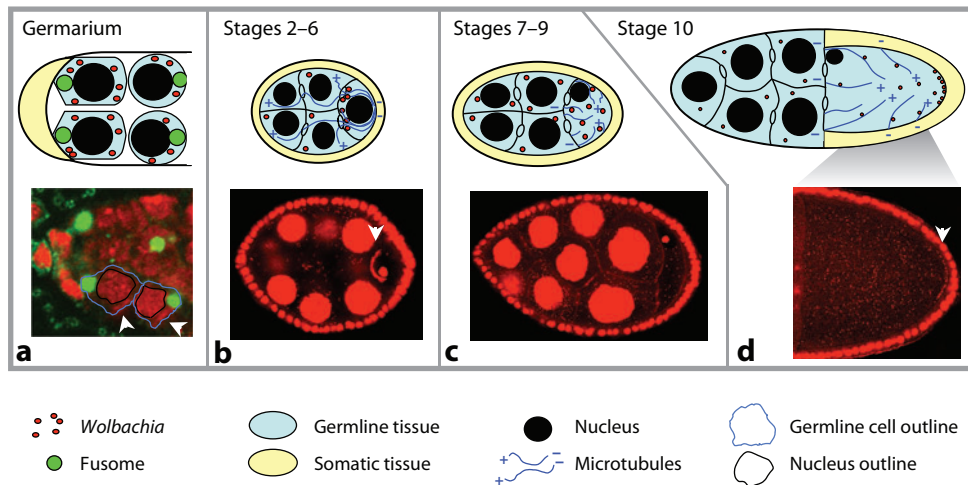 Germarium
Stages 2–6
Stages 7–9
Stage 10
a
b
c
d
Wolbachia
Germline tissue
Nucleus
Germline cell outline
Fusome
Somatic tissue
Microtubules
Nucleus outline